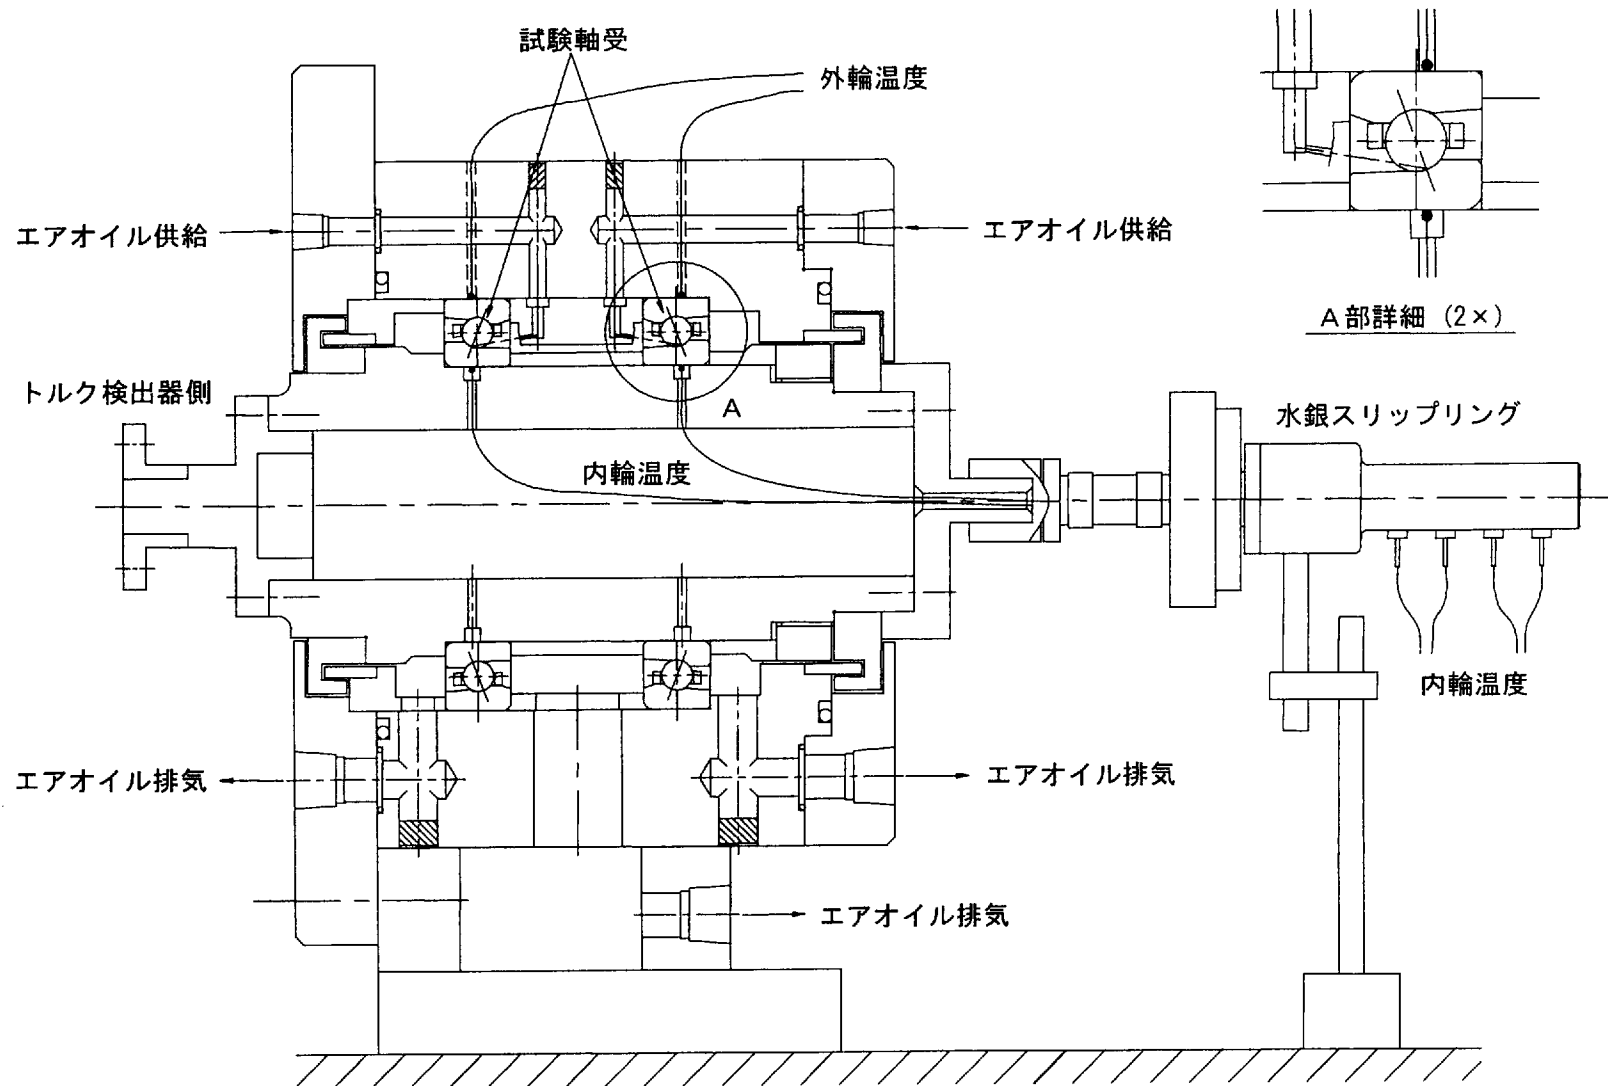 試験軸受
外輪温度
エアオイル供給
エアオイル供給
A部詳細 (2×)
トルク検出器側
A
水銀スリップリング
内輪温度
内輪温度
エアオイル排気
エアオイル排気
エアオイル排気